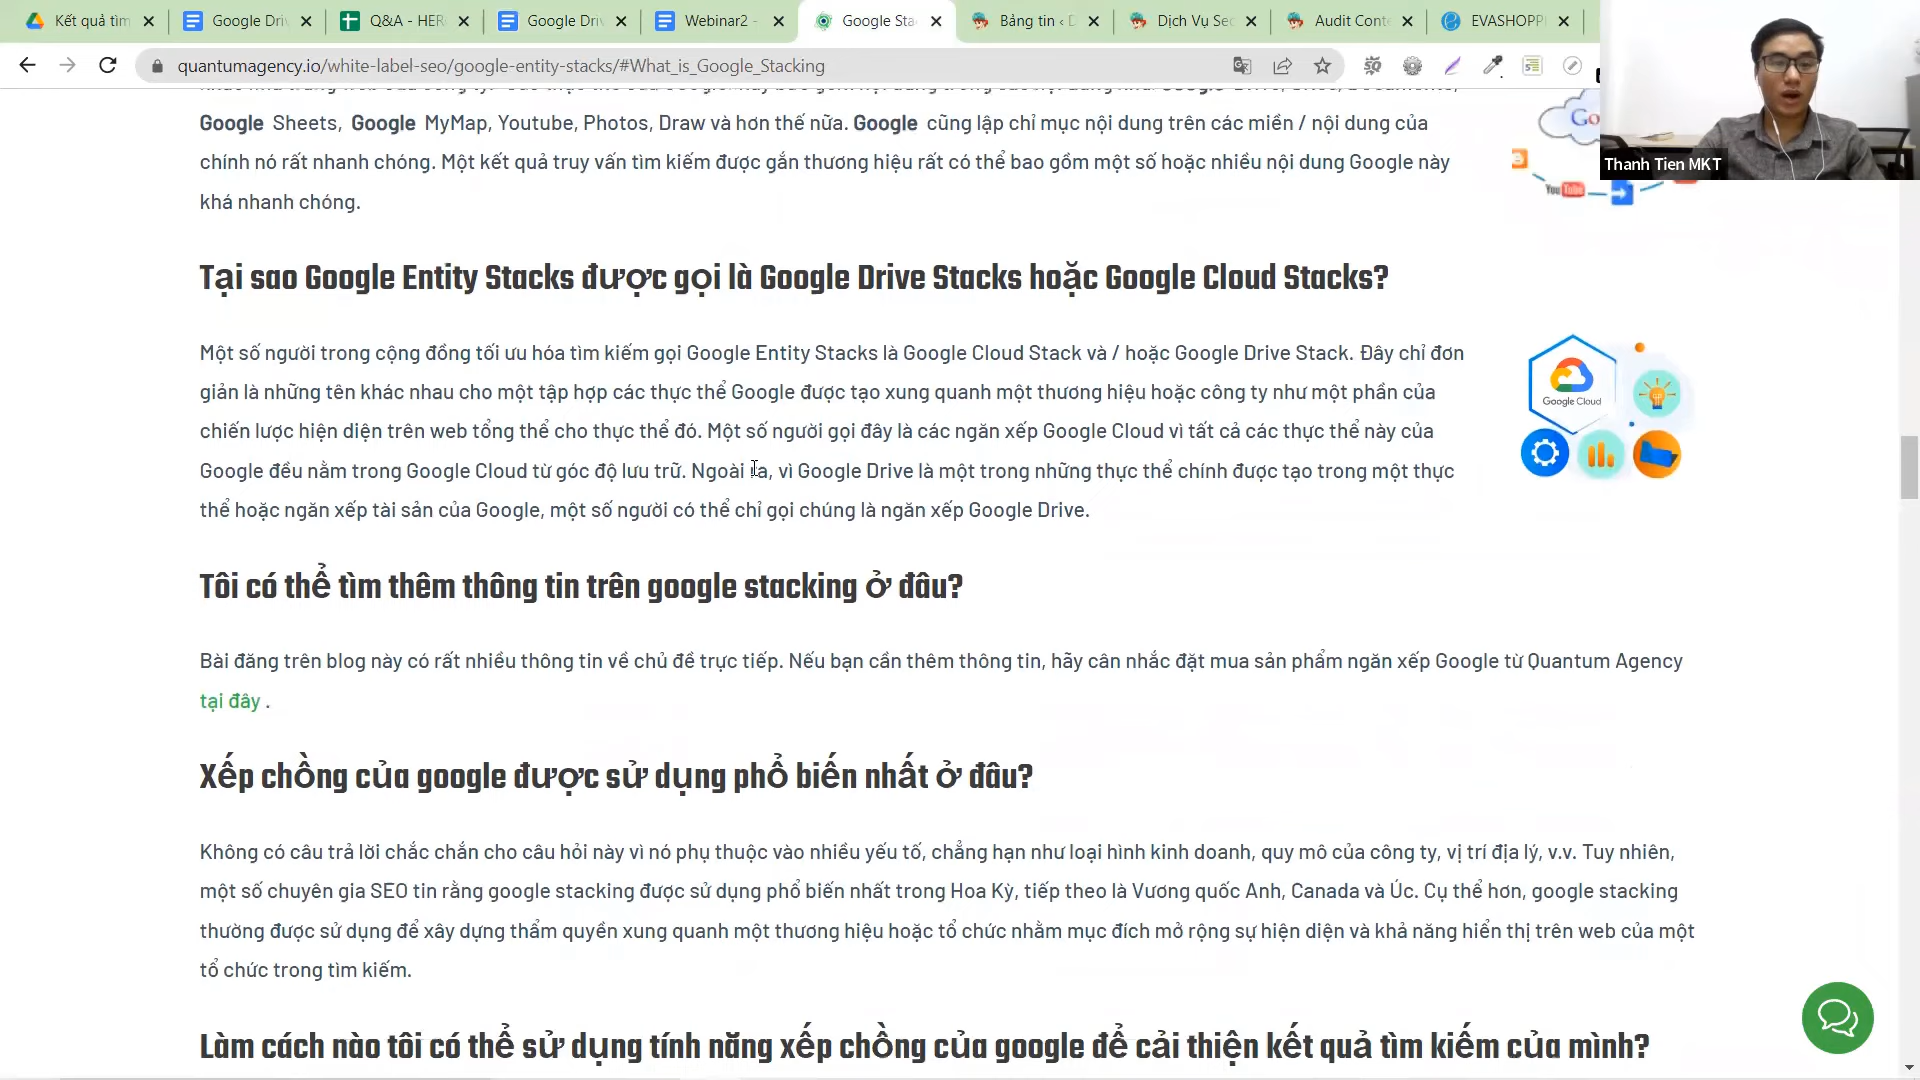 Kết quả tìm
Google Driv
Q&A - HER
Google Driv
Webinar2 -
Google Sta
Bảng tin ‹ D
Dịch Vụ Seo
Audit Conte
EVASHOPPI
quantumagency.io/white-label-seo/google-entity-stacks/#What_is_Google_Stacking
Thanh Tien MKT
Google Sheets, Google MyMap, Youtube, Photos, Draw và hơn thế nữa. Google cũng lập chỉ mục nội dung trên các miền / nội dung của
chính nó rất nhanh chóng. Một kết quả truy vấn tìm kiếm được gắn thương hiệu rất có thể bao gồm một số hoặc nhiều nội dung Google này
khá nhanh chóng.
Go
YouTube
Tại sao Google Entity Stacks được gọi là Google Drive Stacks hoặc Google Cloud Stacks?
Một số người trong cộng đồng tối ưu hóa tìm kiếm gọi Google Entity Stacks là Google Cloud Stack và / hoặc Google Drive Stack. Đây chỉ đơn
giản là những tên khác nhau cho một tập hợp các thực thể Google được tạo xung quanh một thương hiệu hoặc công ty như một phần của
chiến lược hiện diện trên web tổng thể cho thực thể đó. Một số người gọi đây là các ngăn xếp Google Cloud vì tất cả các thực thể này của
Google đều nằm trong Google Cloud từ góc độ lưu trữ. Ngoài ra, vì Google Drive là một trong những thực thể chính được tạo trong một thực
thể hoặc ngăn xếp tài sản của Google, một số người có thể chỉ gọi chúng là ngăn xếp Google Drive.
Google Cloud
Tôi có thể tìm thêm thông tin trên google stacking ở đâu?
Bài đăng trên blog này có rất nhiều thông tin về chủ đề trực tiếp. Nếu bạn cần thêm thông tin, hãy cân nhắc đặt mua sản phẩm ngăn xếp Google từ Quantum Agency
tại đây .
Xếp chồng của google được sử dụng phổ biến nhất ở đâu?
Không có câu trả lời chắc chắn cho câu hỏi này vì nó phụ thuộc vào nhiều yếu tố, chẳng hạn như loại hình kinh doanh, quy mô của công ty, vị trí địa lý, v.v. Tuy nhiên,
một số chuyên gia SEO tin rằng google stacking được sử dụng phổ biến nhất trong Hoa Kỳ, tiếp theo là Vương quốc Anh, Canada và Úc. Cụ thể hơn, google stacking
thường được sử dụng để xây dựng thẩm quyền xung quanh một thương hiệu hoặc tổ chức nhằm mục đích mở rộng sự hiện diện và khả năng hiển thị trên web của một
tổ chức trong tìm kiếm.
Làm cách nào tôi có thể sử dụng tính năng xếp chồng của google để cải thiện kết quả tìm kiếm của mình?